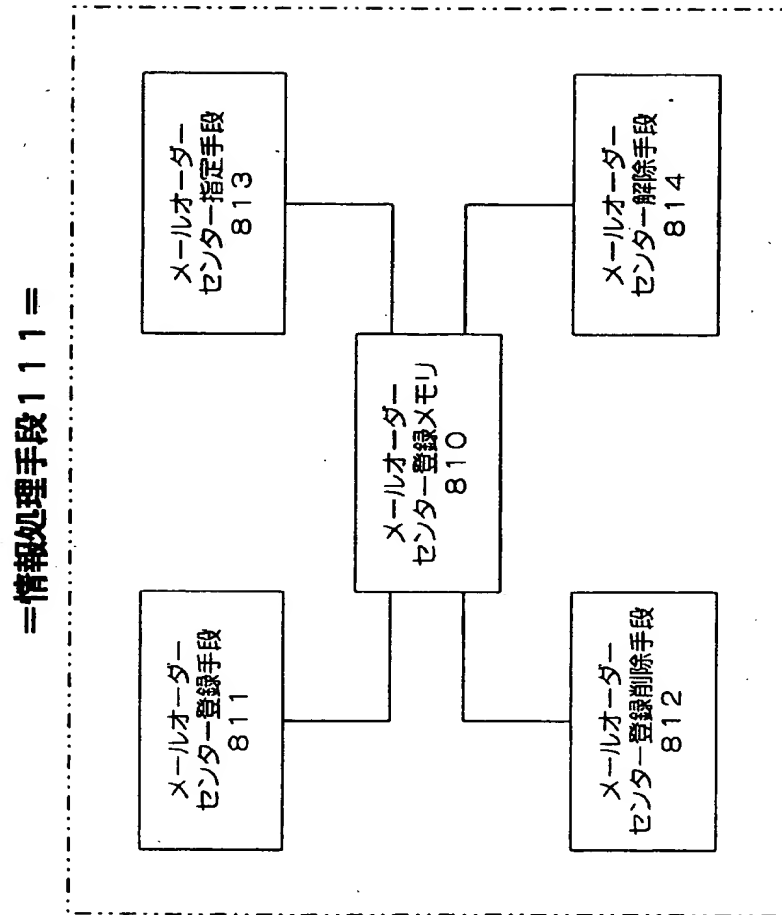 =情報処理手段111=
メールオーダー
センター登録手段
811
メールオーダー
センター指定手段
813
メールオーダー
センター登録メモリ
810
メールオーダー
センター登録削除手段
812
メールオーダー
センター解除手段
814